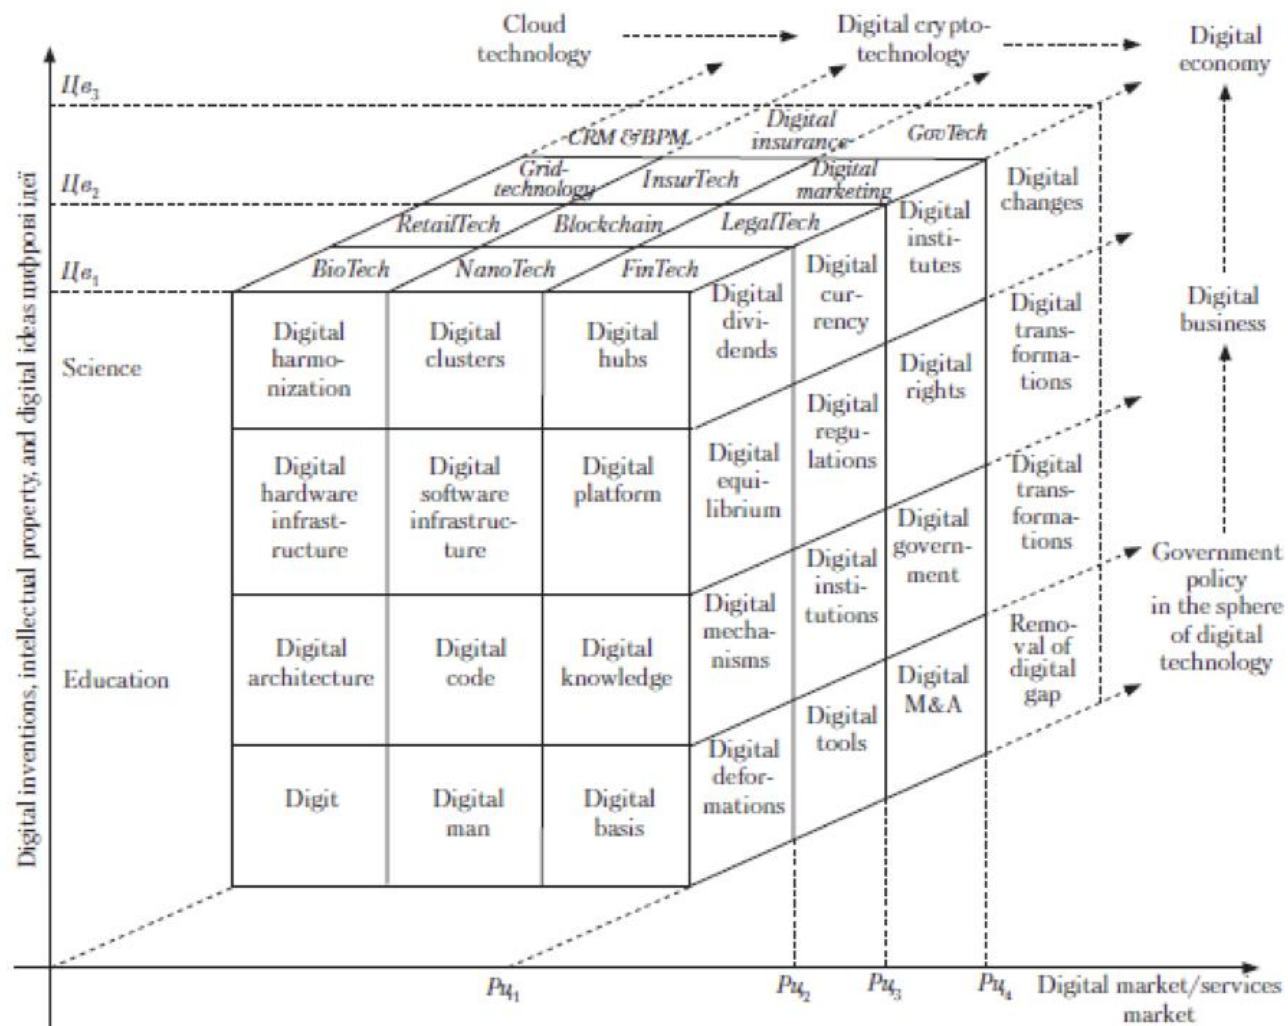 Cloud
technology
Digital crypto-
technology
Digital
economy
Digital inventions, intellectual property, and digital ideas цифрові ідеї
Цв3
Цв2
Цв1
CRM & BPM
Digital
insurance
GovTech
Grid-
technology
InsurTech
Digital
marketing
RetailTech
Blockchain
LegalTech
BioTech
NanoTech
FinTech
Science
Education
Digital
harmo-
nization
Digital
clusters
Digital
hubs
Digital
hardware
infrast-
ructure
Digital
software
infrastruc-
ture
Digital
platform
Digital
architecture
Digital
code
Digital
knowledge
Digit
Digital
man
Digital
basis
Digital
divi-
dends
Digital
cur-
rency
Digital
insti-
tutes
Digital
changes
Digital
equi-
librium
Digital
regu-
lations
Digital
rights
Digital
trans-
forma-
tions
Digital
mecha-
nisms
Digital
insti-
tutions
Digital
govern-
ment
Digital
trans-
forma-
tions
Digital
defor-
mations
Digital
tools
Digital
M&A
Remo-
val of
digital
gap
Digital
business
Government
policy
in the sphere
of digital
technology
Рц1
Рц2
Рц3
Рц4
Digital market/services
market